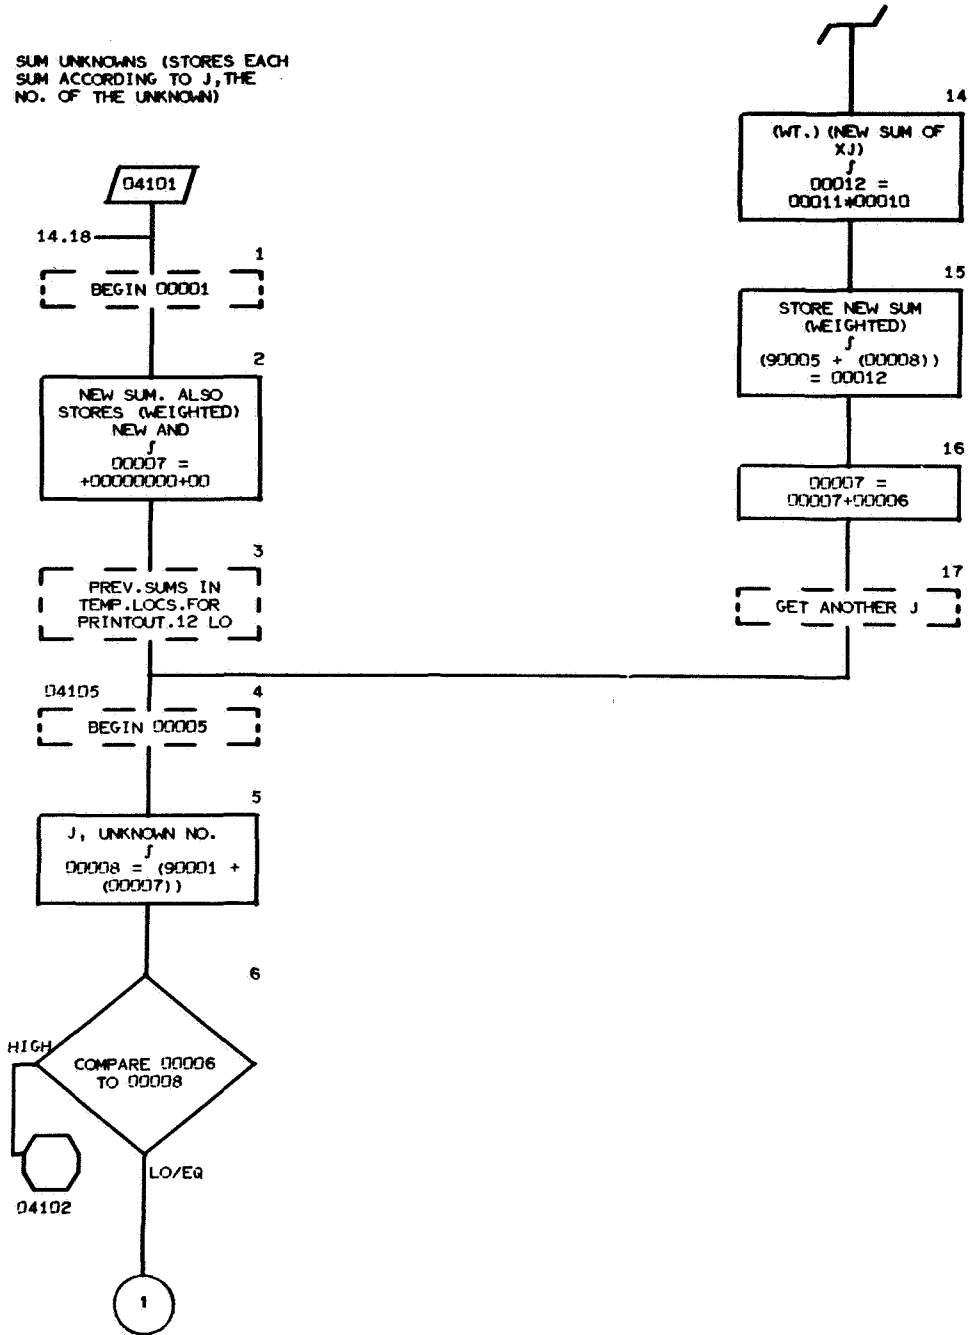 SUM UNKNOWNS (STORES EACH
SUM ACCORDING TO J,THE
NO. OF THE UNKNOWN)
04101
14.18
1
BEGIN 00001
2
NEW SUM. ALSO
STORES (WEIGHTED)
NEW AND
∫
00007 =
+00000000+00
3
PREV.SUMS IN
TEMP.LOCS.FOR
PRINTOUT.12 LO
04105
4
BEGIN 00005
5
J, UNKNOWN NO.
∫
00008 = (90001 +
(00007))
6
HIGH
COMPARE 00006
TO 00008
LO/EQ
04102
1
14
(WT.) (NEW SUM OF
XJ)
∫
00012 =
00011*00010
15
STORE NEW SUM
(WEIGHTED)
∫
(90005 + (00008))
= 00012
16
00007 =
00007+00006
17
GET ANOTHER J